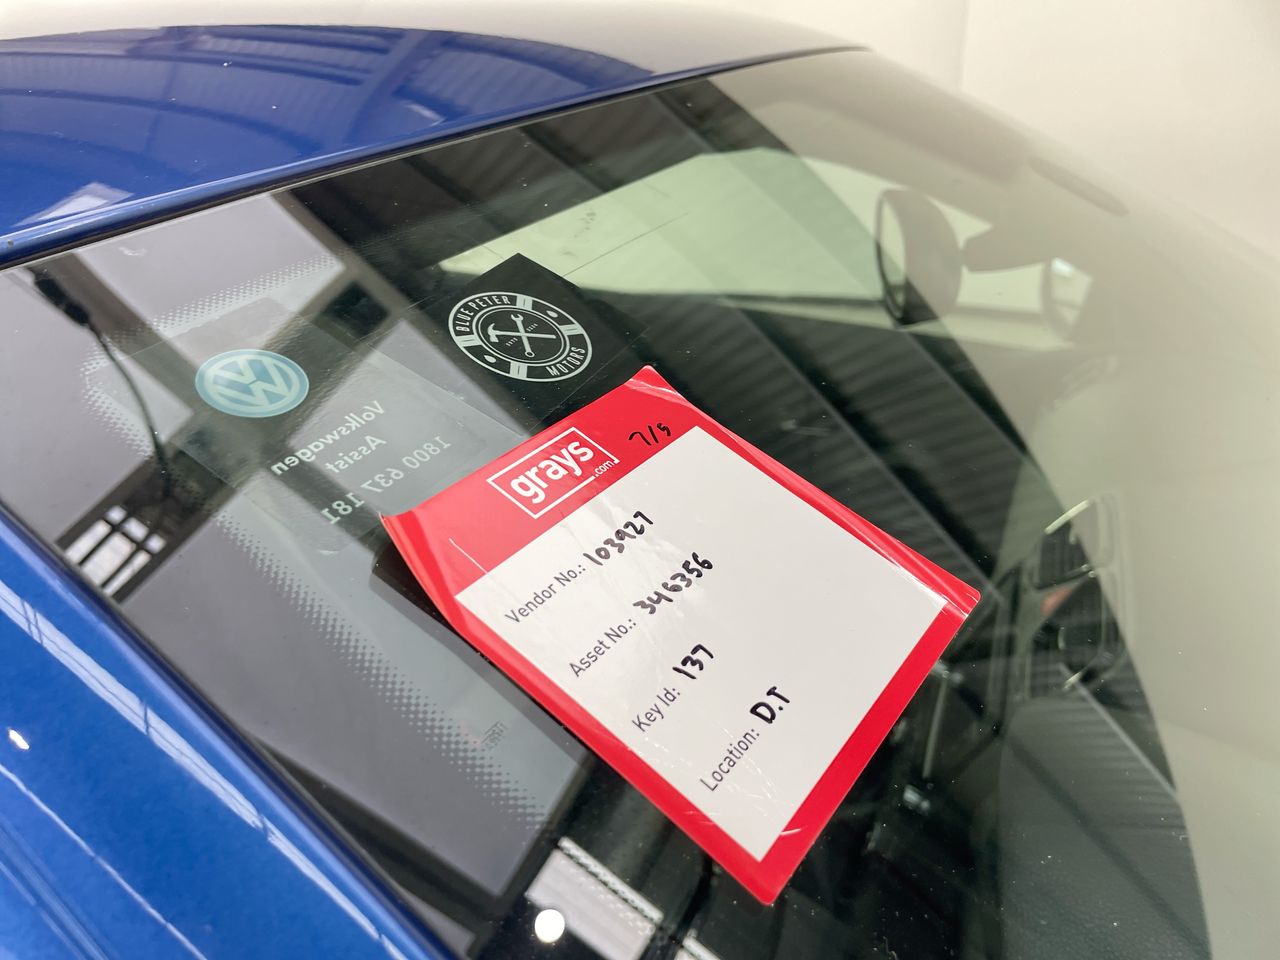 BLUE PETER
MOTORS
Volkswagen
Assist
1800 637 181
grays
.com
7/5
Vendor No.: 103927
Asset No.: 346356
Key Id: 137
Location: D.T